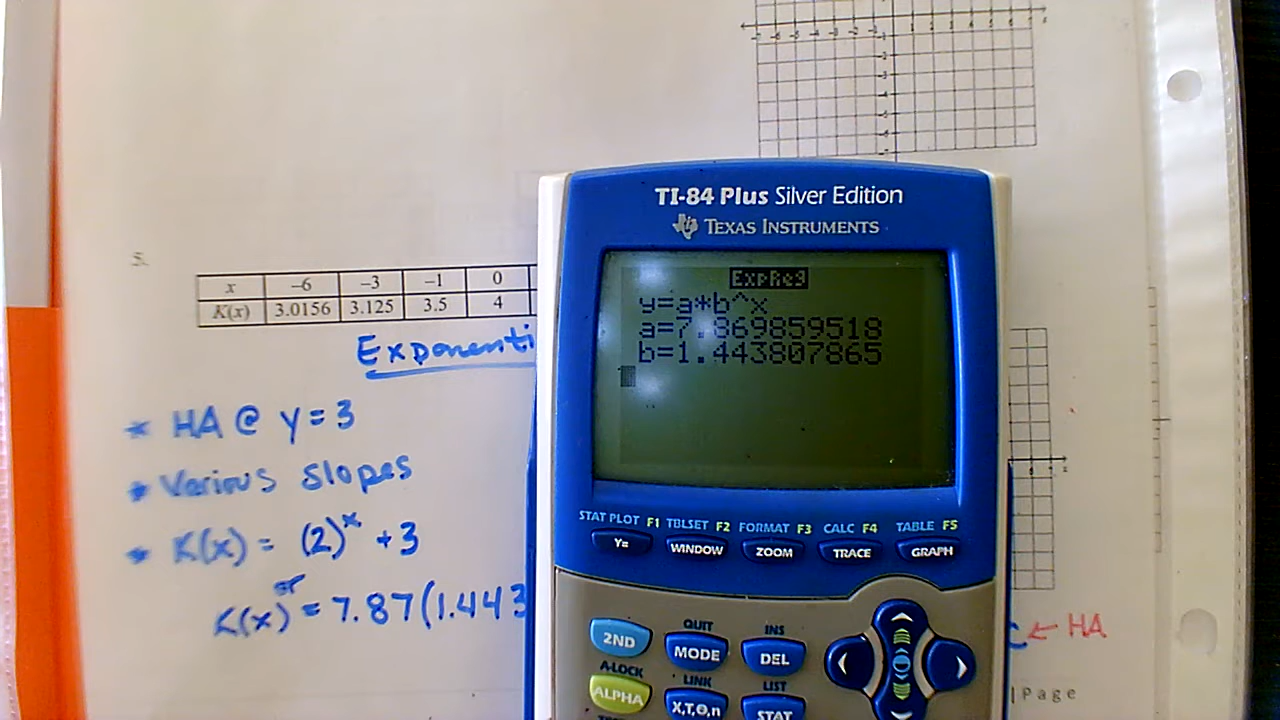 TI-84 Plus Silver Edition
TEXAS INSTRUMENTS
5.
x −6 −3 −1 0
K(x) 3.0156 3.125 3.5 4
ExpReg
y=a*b^x
a=7.869859518
b=1.443807865
Exponenti
* HA @ y = 3
* Various slopes
* K(x) = (2)^x + 3
or
K(x) = 7.87(1.443
STAT PLOT F1 TBLSET F2 FORMAT F3 CALC F4 TABLE F5
Y= WINDOW ZOOM TRACE GRAPH
QUIT INS
2ND MODE DEL
A-LOCK LINK LIST
ALPHA X,T,Θ,n STAT
← HA
| Page